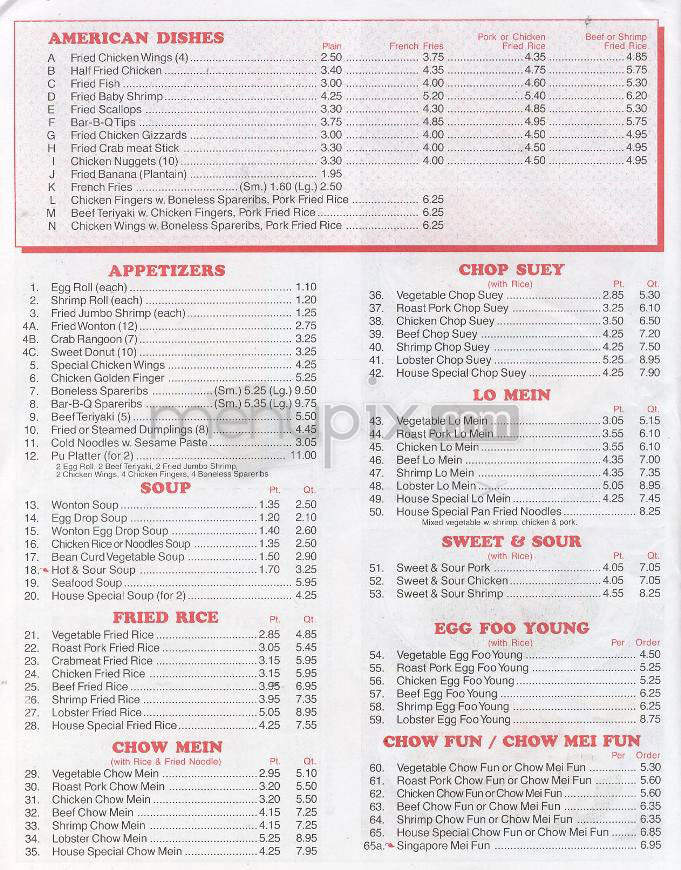 AMERICAN DISHES
Plain French Fries Pork or Chicken Fried Rice Beef or Shrimp Fried Rice
A Fried Chicken Wings (4) 2.50 3.75 4.35 4.85
B Half Fried Chicken 3.40 4.35 4.75 5.75
C Fried Fish 3.00 4.00 4.60 5.30
D Fried Baby Shrimp 4.25 5.20 5.40 6.20
E Fried Scallops 3.30 4.30 4.85 5.30
F Bar-B-Q Tips 3.75 4.85 4.95 5.75
G Fried Chicken Gizzards 3.00 4.00 4.50 4.95
H Fried Crab meat Stick 3.30 4.00 4.50 4.95
I Chicken Nuggets (10) 3.30 4.00 4.50 4.95
J Fried Banana (Plantain) 1.95
K French Fries (Sm.) 1.60 (Lg.) 2.50
L Chicken Fingers w. Boneless Spareribs, Pork Fried Rice 6.25
M Beef Teriyaki w. Chicken Fingers, Pork Fried Rice 6.25
N Chicken Wings w. Boneless Spareribs, Pork Fried Rice 6.25
APPETIZERS
1. Egg Roll (each) 1.10
2. Shrimp Roll (each) 1.20
3. Fried Jumbo Shrimp (each) 1.25
4A. Fried Wonton (12) 2.75
4B. Crab Rangoon (7) 3.25
4C. Sweet Donut (10) 3.25
5. Special Chicken Wings 4.25
6. Chicken Golden Finger 5.25
7. Boneless Spareribs (Sm.) 5.25 (Lg.) 9.50
8. Bar-B-Q Spareribs (Sm.) 5.35 (Lg.) 9.75
9. Beef Teriyaki (5) 5.50
10. Fried or Steamed Dumplings (8) 4.45
11. Cold Noodles w. Sesame Paste 3.05
12. Pu Platter (for 2) 11.00
2 Egg Roll, 2 Beef Teriyaki, 2 Fried Jumbo Shrimp,
2 Chicken Wings, 4 Chicken Fingers, 4 Boneless Spareribs
SOUP Pt. Qt.
13. Wonton Soup 1.35 2.50
14. Egg Drop Soup 1.20 2.10
15. Wonton Egg Drop Soup 1.40 2.60
16. Chicken Rice or Noodles Soup 1.35 2.50
17. Bean Curd Vegetable Soup 1.50 2.90
18. Hot & Sour Soup 1.70 3.25
19. Seafood Soup 5.95
20. House Special Soup (for 2) 4.25
FRIED RICE Pt. Qt.
21. Vegetable Fried Rice 2.85 4.85
22. Roast Pork Fried Rice 3.05 5.45
23. Crabmeat Fried Rice 3.15 5.95
24. Chicken Fried Rice 3.15 5.95
25. Beef Fried Rice 3.95 6.95
26. Shrimp Fried Rice 3.95 7.35
27. Lobster Fried Rice 5.05 8.95
28. House Special Fried Rice 4.25 7.55
CHOW MEIN
(with Rice & Fried Noodle) Pt. Qt.
29. Vegetable Chow Mein 2.95 5.10
30. Roast Pork Chow Mein 3.20 5.50
31. Chicken Chow Mein 3.20 5.50
32. Beef Chow Mein 4.15 7.25
33. Shrimp Chow Mein 4.15 7.25
34. Lobster Chow Mein 5.25 8.95
35. House Special Chow Mein 4.25 7.95
CHOP SUEY
(with Rice) Pt. Qt.
36. Vegetable Chop Suey 2.85 5.30
37. Roast Pork Chop Suey 3.25 6.10
38. Chicken Chop Suey 3.50 6.50
39. Beef Chop Suey 4.25 7.20
40. Shrimp Chop Suey 4.25 7.50
41. Lobster Chop Suey 5.25 8.95
42. House Special Chop Suey 4.25 7.90
LO MEIN
43. Vegetable Lo Mein 3.05 5.15
44. Roast Pork Lo Mein 3.55 6.10
45. Chicken Lo Mein 3.55 6.10
46. Beef Lo Mein 4.35 7.00
47. Shrimp Lo Mein 4.35 7.35
48. Lobster Lo Mein 5.05 8.95
49. House Special Lo Mein 4.25 7.45
50. House Special Pan Fried Noodles 8.25
Mixed vegetable w. shrimp, chicken & pork.
SWEET & SOUR
(with Rice) Pt. Qt.
51. Sweet & Sour Pork 4.05 7.05
52. Sweet & Sour Chicken 4.05 7.05
53. Sweet & Sour Shrimp 4.55 8.25
EGG FOO YOUNG
(with Rice) Per Order
54. Vegetable Egg Foo Young 4.50
55. Roast Pork Egg Foo Young 5.25
56. Chicken Egg Foo Young 5.25
57. Beef Egg Foo Young 6.25
58. Shrimp Egg Foo Young 6.25
59. Lobster Egg Foo Young 8.75
CHOW FUN / CHOW MEI FUN
Per Order
60. Vegetable Chow Fun or Chow Mei Fun 5.30
61. Roast Pork Chow Fun or Chow Mei Fun 5.60
62. Chicken Chow Fun or Chow Mei Fun 5.60
63. Beef Chow Fun or Chow Mei Fun 6.35
64. Shrimp Chow Fun or Chow Mei Fun 6.35
65. House Special Chow Fun or Chow Mei Fun 6.85
65a. Singapore Mei Fun 6.95
menupix.com